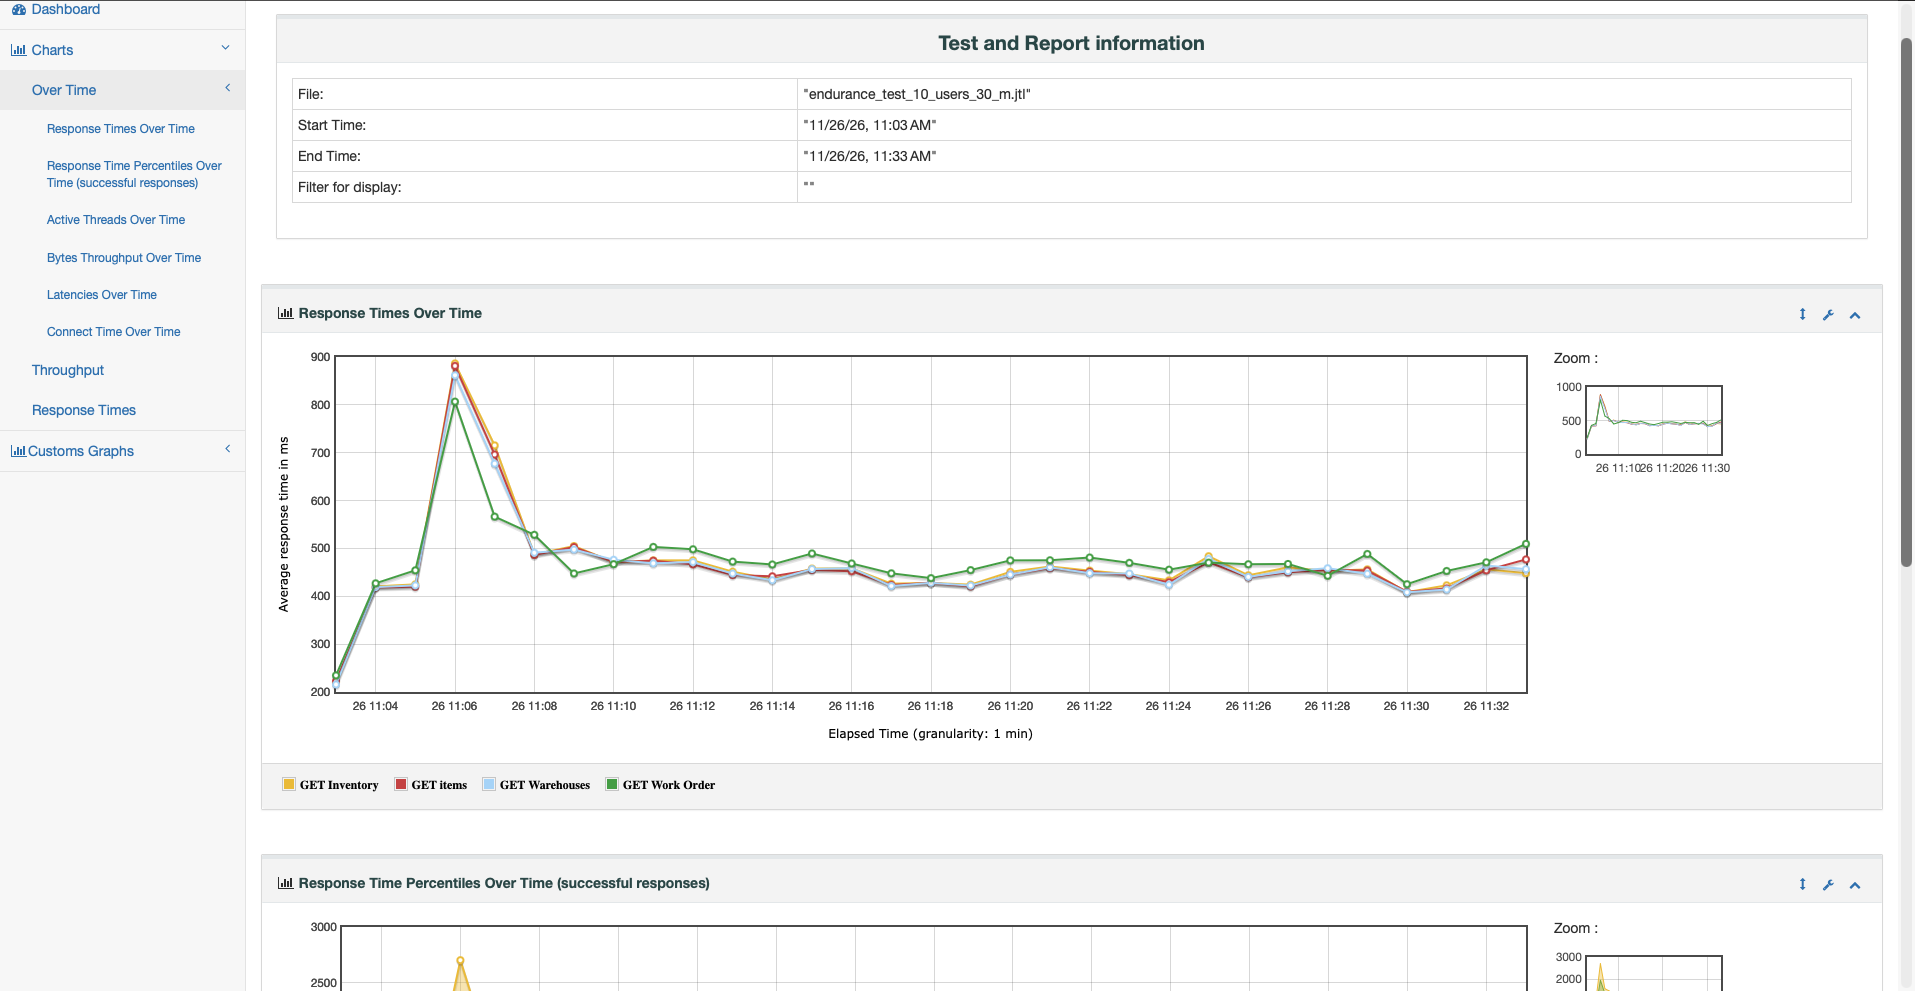 Dashboard
Charts
Over Time
Response Times Over Time
Response Time Percentiles Over
Time (successful responses)
Active Threads Over Time
Bytes Throughput Over Time
Latencies Over Time
Connect Time Over Time
Throughput
Response Times
Customs Graphs
Test and Report information
File: "endurance_test_10_users_30_m.jtl"
Start Time: "11/26/26, 11:03 AM"
End Time: "11/26/26, 11:33 AM"
Filter for display: ""
Response Times Over Time
900
800
700
600
500
400
300
200
Average response time in ms
26 11:04 26 11:06 26 11:08 26 11:10 26 11:12 26 11:14 26 11:16 26 11:18 26 11:20 26 11:22 26 11:24 26 11:26 26 11:28 26 11:30 26 11:32
Elapsed Time (granularity: 1 min)
Zoom :
1000
500
0
26 11:10 26 11:20 26 11:30
GET Inventory GET items GET Warehouses GET Work Order
Response Time Percentiles Over Time (successful responses)
3000
2500
Zoom :
3000
2000